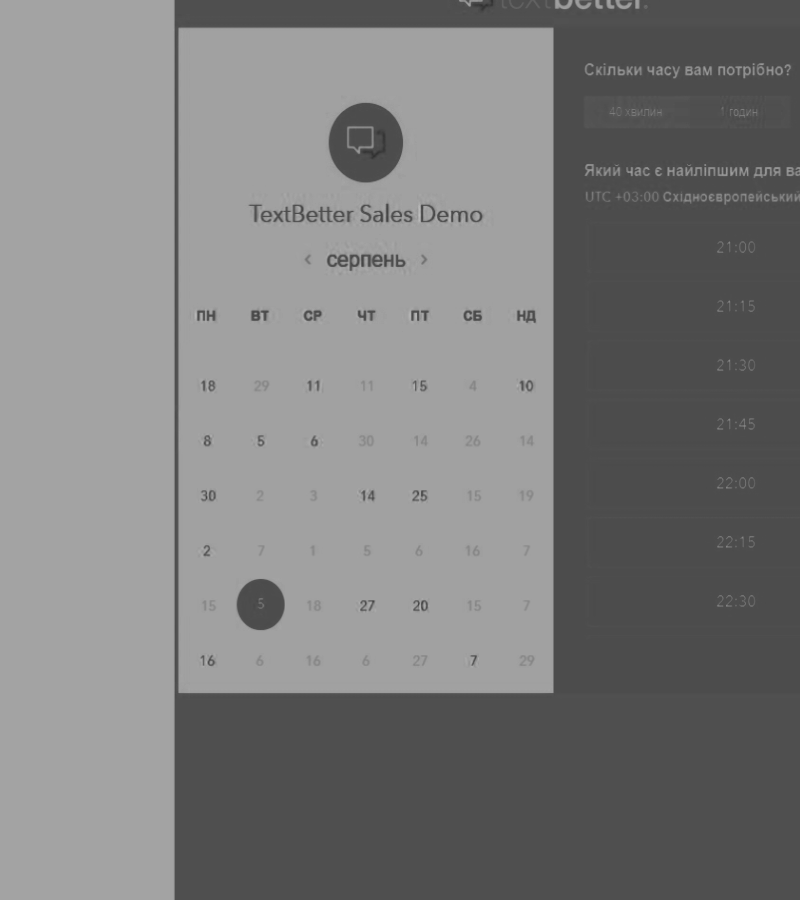 textbetter.
TextBetter Sales Demo
‹ серпень ›
ПН ВТ СР ЧТ ПТ СБ НД
18 29 11 11 15 4 10
8 5 6 30 14 26 14
30 2 3 14 25 15 19
2 7 1 5 6 16 7
15 5 18 27 20 15 7
16 6 16 6 27 7 29
Скільки часу вам потрібно?
40 хвилин 1 годин
Який час є найліпшим для ва
UTC +03:00 Східноєвропейський
21:00
21:15
21:30
21:45
22:00
22:15
22:30